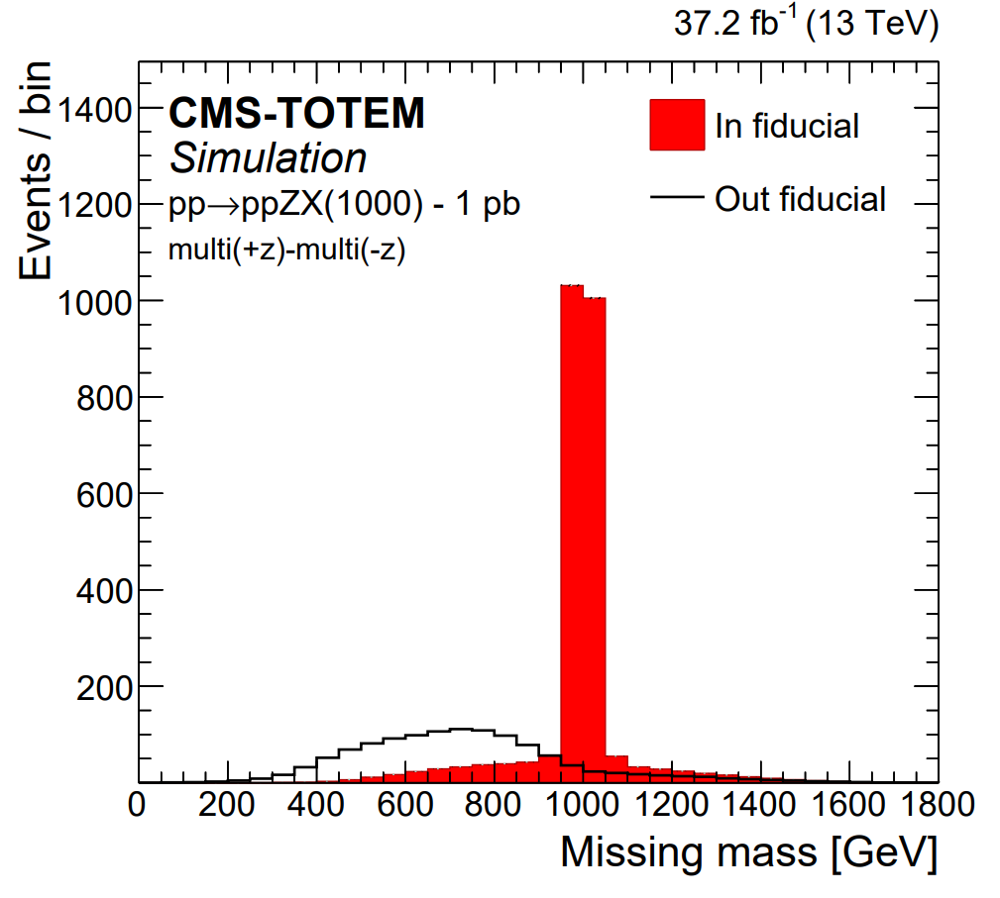 37.2 fb⁻¹ (13 TeV)
Events / bin
CMS-TOTEM
Simulation
pp→ppZX(1000) - 1 pb
multi(+z)-multi(-z)
In fiducial
Out fiducial
1400
1200
1000
800
600
400
200
0 200 400 600 800 1000 1200 1400 1600 1800
Missing mass [GeV]